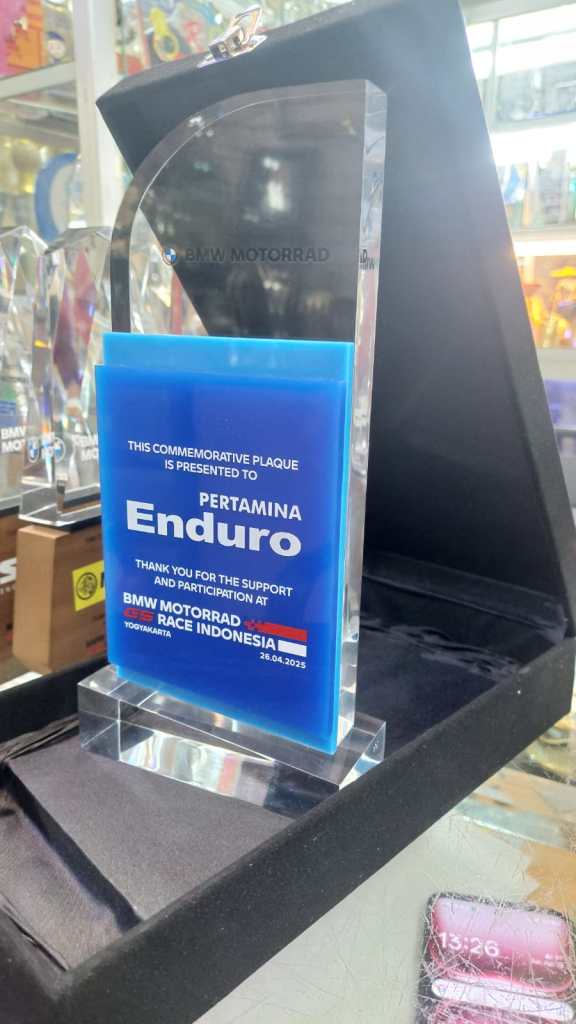 BMW MOTORRAD
THIS COMMEMORATIVE PLAQUE
IS PRESENTED TO
PERTAMINA
Enduro
THANK YOU FOR THE SUPPORT
AND PARTICIPATION AT
BMW MOTORRAD
GS RACE INDONESIA
YOGYAKARTA
26.04.2025
BMW
13:26